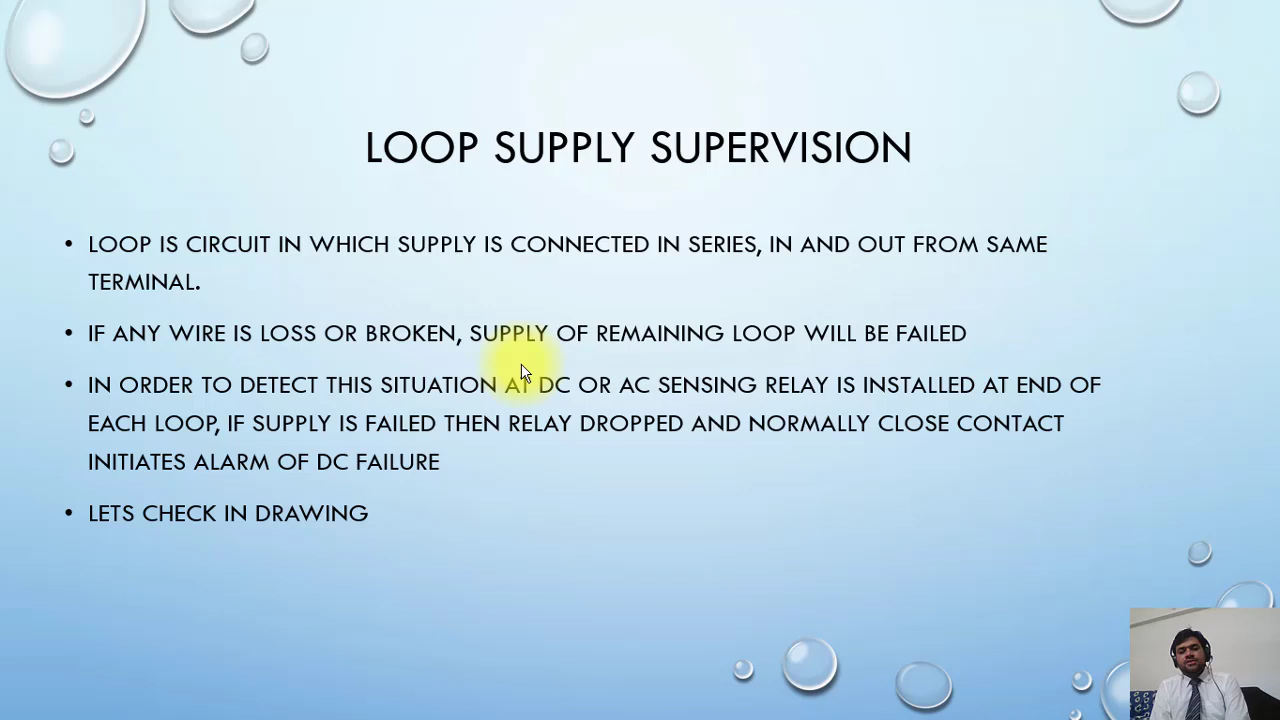 LOOP SUPPLY SUPERVISION
• LOOP IS CIRCUIT IN WHICH SUPPLY IS CONNECTED IN SERIES, IN AND OUT FROM SAME
TERMINAL.
• IF ANY WIRE IS LOSS OR BROKEN, SUPPLY OF REMAINING LOOP WILL BE FAILED
• IN ORDER TO DETECT THIS SITUATION AT DC OR AC SENSING RELAY IS INSTALLED AT END OF
EACH LOOP, IF SUPPLY IS FAILED THEN RELAY DROPPED AND NORMALLY CLOSE CONTACT
INITIATES ALARM OF DC FAILURE
• LETS CHECK IN DRAWING